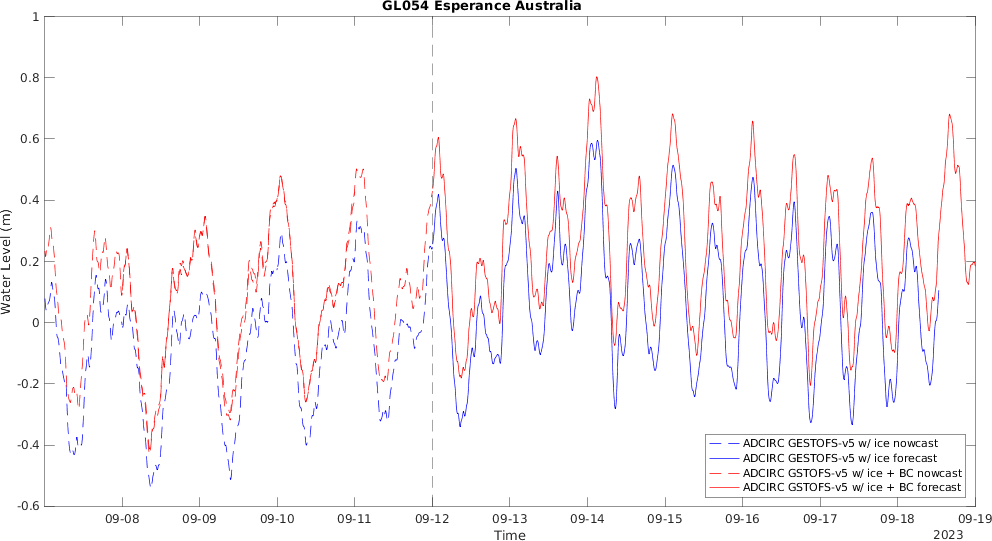 GL054 Esperance Australia
Water Level (m)
1
0.8
0.6
0.4
0.2
0
-0.2
-0.4
-0.6
ADCIRC GESTOFS-v5 w/ ice nowcast
ADCIRC GESTOFS-v5 w/ ice forecast
ADCIRC GSTOFS-v5 w/ ice + BC nowcast
ADCIRC GSTOFS-v5 w/ ice + BC forecast
09-08 09-09 09-10 09-11 09-12 09-13 09-14 09-15 09-16 09-17 09-18 09-19
Time
2023